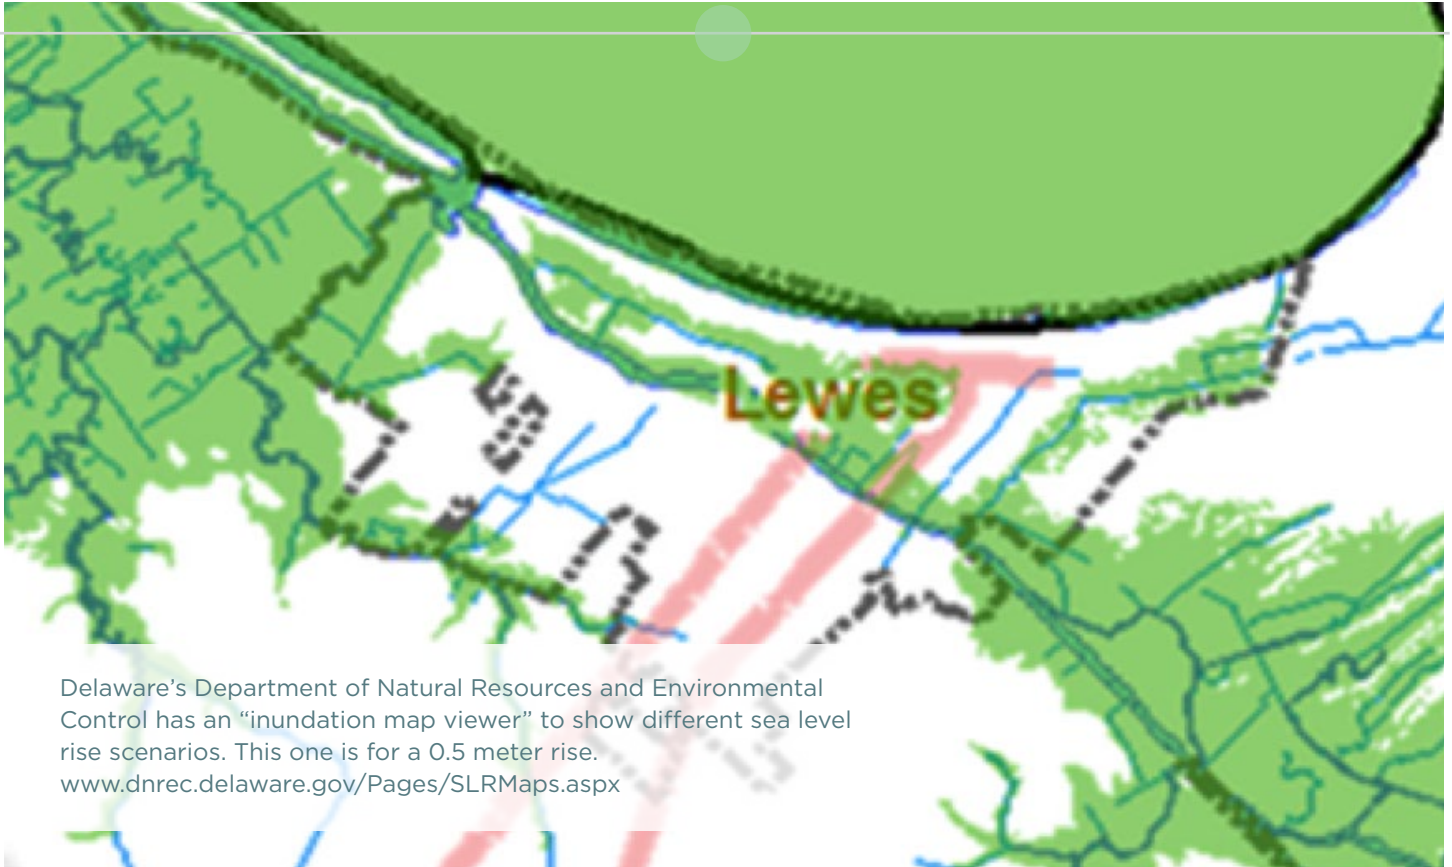 Lewes
Delaware’s Department of Natural Resources and Environmental
Control has an “inundation map viewer” to show different sea level
rise scenarios. This one is for a 0.5 meter rise.
www.dnrec.delaware.gov/Pages/SLRMaps.aspx